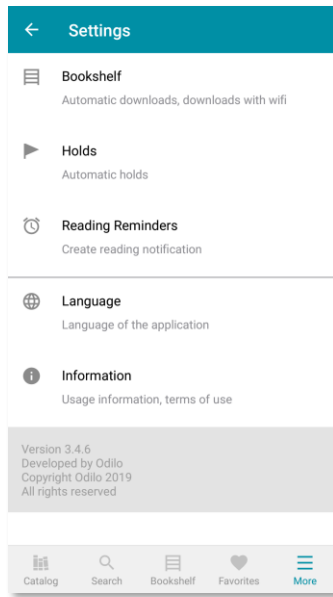 Settings
Bookshelf
Automatic downloads, downloads with wifi
Holds
Automatic holds
Reading Reminders
Create reading notification
Language
Language of the application
Information
Usage information, terms of use
Version 3.4.6
Developed by Odilo
Copyright Odilo 2019
All rights reserved
Catalog Search Bookshelf Favorites More